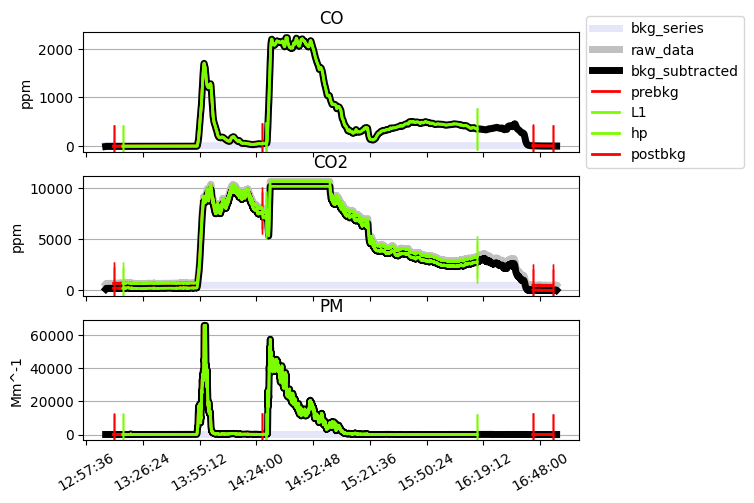 CO
2000
1000
0
ppm
bkg_series
raw_data
bkg_subtracted
prebkg
L1
hp
postbkg
CO2
10000
5000
0
ppm
PM
60000
40000
20000
0
Mm^-1
12:57:36
13:26:24
13:55:12
14:24:00
14:52:48
15:21:36
15:50:24
16:19:12
16:48:00